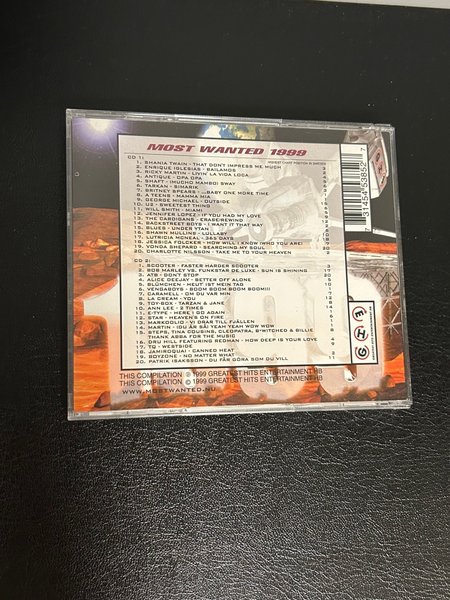 MOST WANTED 1999
CD 1: HIGHEST CHART POSITION IN SWEDEN
1. SHANIA TWAIN - THAT DON'T IMPRESS ME MUCH
2. ENRIQUE IGLESIAS - BAILAMOS
3. RICKY MARTIN - LIVIN' LA VIDA LOCA
4. ANTIQUE - OPA OPA
5. SHAFT - (MUCHO MAMBO) SWAY
6. TARKAN - SIMARIK
7. BRITNEY SPEARS - ...BABY ONE MORE TIME
8. A TEENS - MAMMA MIA
9. GEORGE MICHAEL - OUTSIDE
10. U2 - SWEETEST THING
11. WILL SMITH - MIAMI
12. JENNIFER LOPEZ - IF YOU HAD MY LOVE
13. THE CARDIGANS - ERASE/REWIND
14. BACKSTREET BOYS - I WANT IT THAT WAY
15. BLUES - UNDER YTAN
16. SHAWN MULLINS - LULLABY
17. LUTRICIA MCNEAL - 365 DAYS
18. JESSICA FOLCKER - HOW WILL I KNOW (WHO YOU ARE)
19. VONDA SHEPARD - SEARCHING MY SOUL
20. CHARLOTTE NILSSON - TAKE ME TO YOUR HEAVEN
CD 2:
1. SCOOTER - FASTER HARDER SCOOTER 3
2. BOB MARLEY VS. FUNKSTAR DE LUXE - SUN IS SHINING 17
3. ATB - DON'T STOP
4. ALICE DEEJAY - BETTER OFF ALONE
5. BLÜMCHEN - HEUT IST MEIN TAG
6. VENGABOYS - BOOM BOOM BOOM BOOM!!!
7. CARAMELL - OM DU VAR MIN
8. LA CREAM - YOU
9. TOY-BOX - TARZAN & JANE
10. ANN LEE - 2 TIMES
11. E-TYPE - HERE I GO AGAIN
12. STAR - HEAVEN'S ON FIRE
13. MARKOOLIO - VI DRAR TILL FJÄLLEN
14. MARTIN - (DU ÄR SÅ) YEAH YEAH WOW WOW
15. STEPS, TINA COUSINS, CLEOPATRA, B*WITCHED & BILLIE
THANK ABBA FOR THE MUSIC
16. DRU HILL FEATURING REDMAN - HOW DEEP IS YOUR LOVE
17. TQ - WESTSIDE
18. JAMIROQUAI - CANNED HEAT
19. BOYZONE - NO MATTER WHAT
20. PATRIK ISAKSSON - DU FÅR GÖRA SOM DU VILL
THIS COMPILATION ℗ 1999 GREATEST HITS ENTERTAINMENT HB
THIS COMPILATION © 1999 GREATEST HITS ENTERTAINMENT HB
WWW.MOSTWANTED.NU